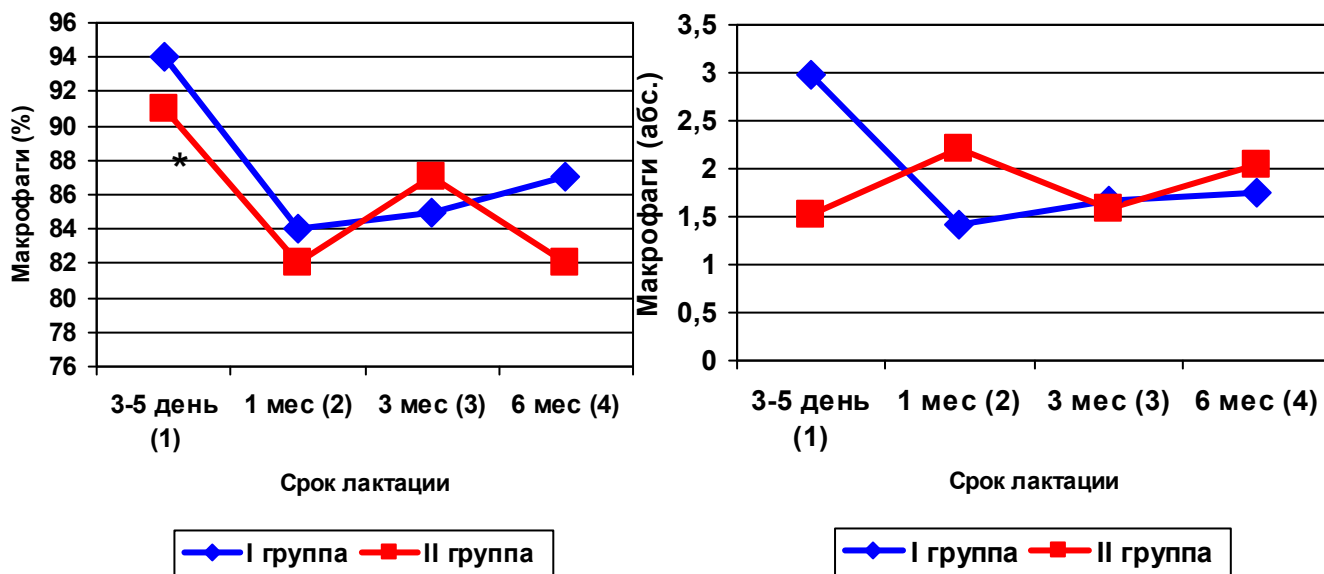 Макрофаги (%)
96
94
92
90
88
86
84
82
80
78
76
*
3-5 день
(1)
1 мес (2)
3 мес (3)
6 мес (4)
Срок лактации
I группа
II группа
Макрофаги (абс.)
3,5
3
2,5
2
1,5
1
0,5
0
3-5 день
(1)
1 мес (2)
3 мес (3)
6 мес (4)
Срок лактации
I группа
II группа